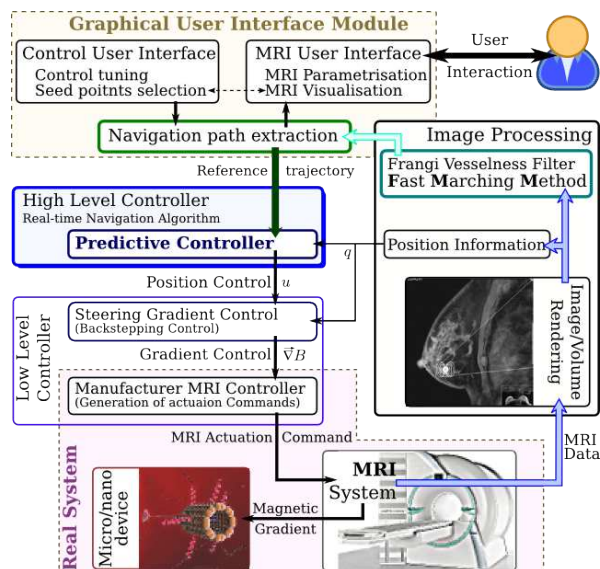 Graphical User Interface Module
Control User Interface
Control tuning
Seed poitnts selection
MRI User Interface
MRI Parametrisation
MRI Visualisation
User
Interaction
Navigation path extraction
Reference trajectory
Image Processing
Frangi Vesselness Filter
Fast Marching Method
High Level Controller
Real-time Navigation Algorithm
Predictive Controller
q
Position Information
Position Control u
Low Level
Controller
Steering Gradient Control
(Backstepping Control)
Gradient Control ∇⃗B
Manufacturer MRI Controller
(Generation of actuaion Commands)
Image/Volume
Rendering
MRI Actuation Command
MRI
Data
Real System
Micro/nano
device
Magnetic
Gradient
MRI
System